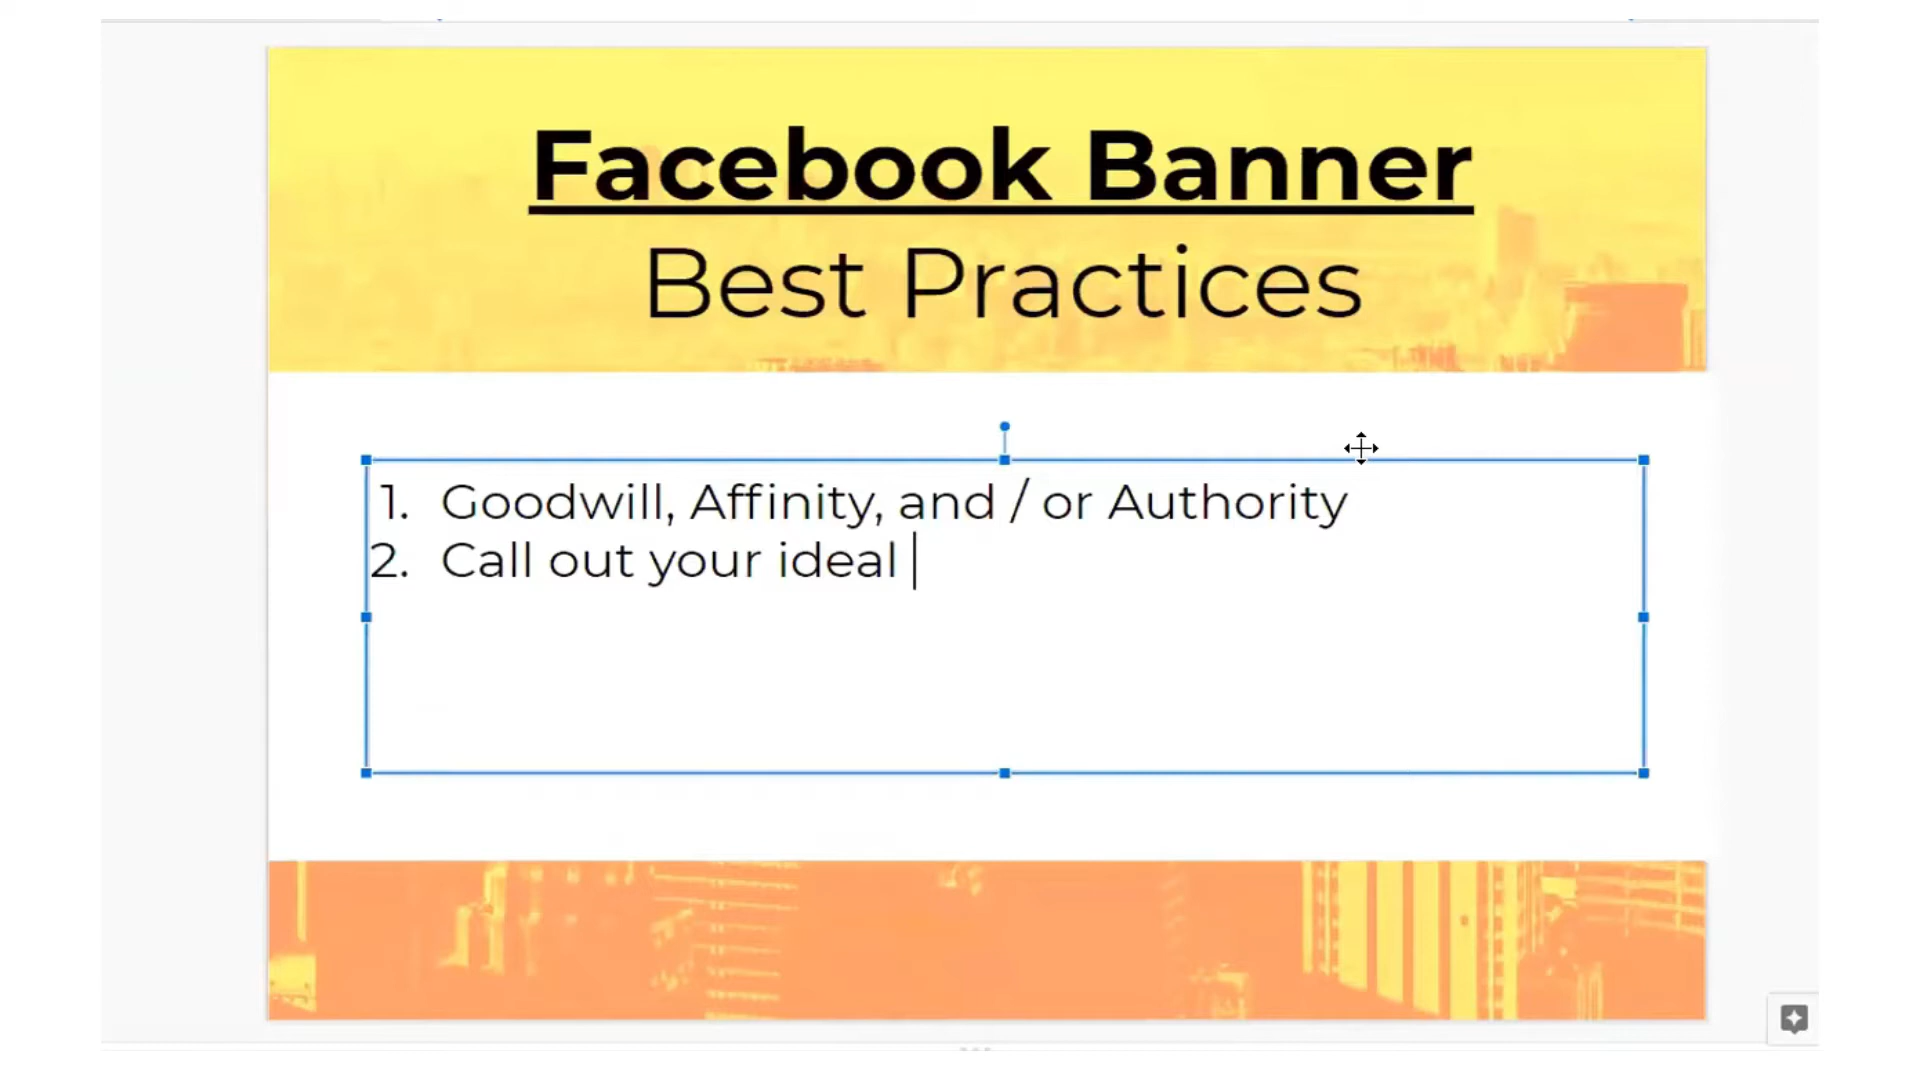 Facebook Banner
Best Practices
1. Goodwill, Affinity, and / or Authority
2. Call out your ideal